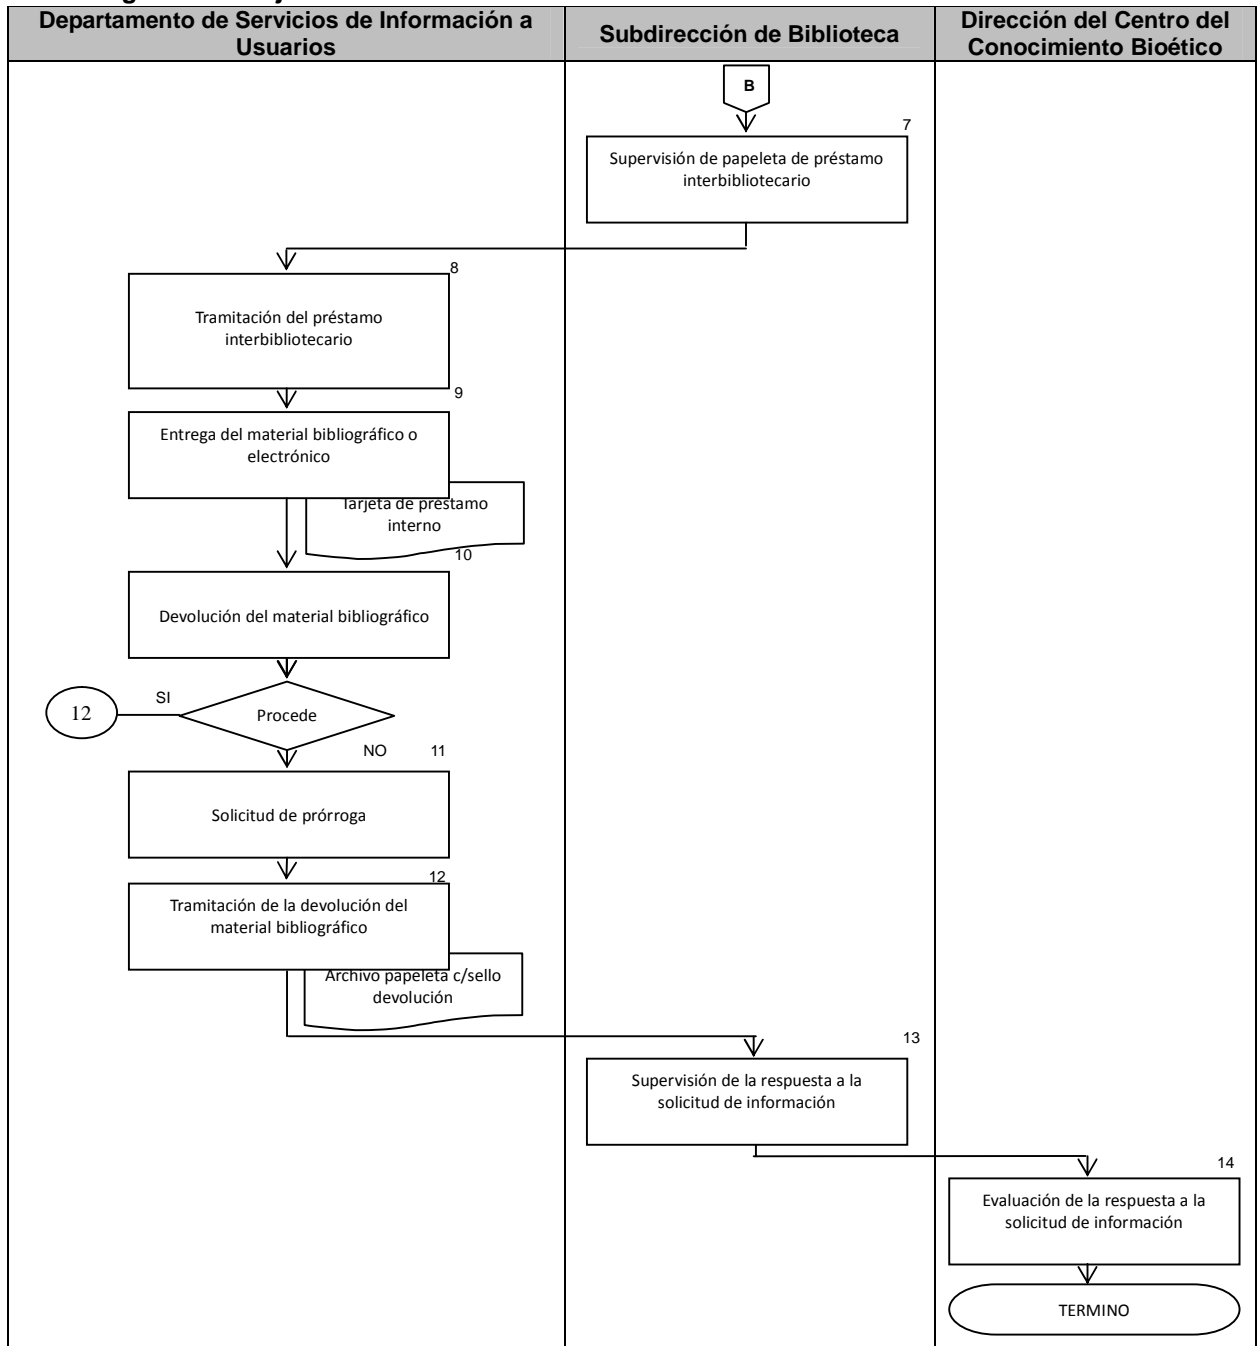 Departamento de Servicios de Información a
Usuarios
Subdirección de Biblioteca
Dirección del Centro del
Conocimiento Bioético
B
7
Supervisión de papeleta de préstamo
interbibliotecario
8
Tramitación del préstamo
interbibliotecario
9
Entrega del material bibliográfico o
electrónico
Tarjeta de préstamo
interno
10
Devolución del material bibliográfico
12
SI
Procede
NO
11
Solicitud de prórroga
12
Tramitación de la devolución del
material bibliográfico
Archivo papeleta c/sello
devolución
13
Supervisión de la respuesta a la
solicitud de información
14
Evaluación de la respuesta a la
solicitud de información
TERMINO